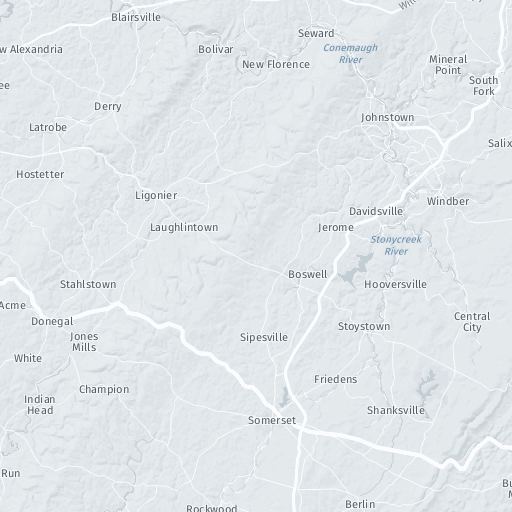 Blairsville
Seward
w Alexandria
Bolivar
Conemaugh
River
New Florence
Mineral
Point
South
Fork
ee
Derry
Johnstown
Latrobe
Salix
Hostetter
Ligonier
Windber
Davidsville
Laughlintown
Jerome
Stonycreek
River
Boswell
Stahlstown
Hooversville
Acme
Donegal
Central
City
Stoystown
Jones
Mills
Sipesville
White
Friedens
Champion
Indian
Head
Shanksville
Somerset
Run
Rockwood
Berlin